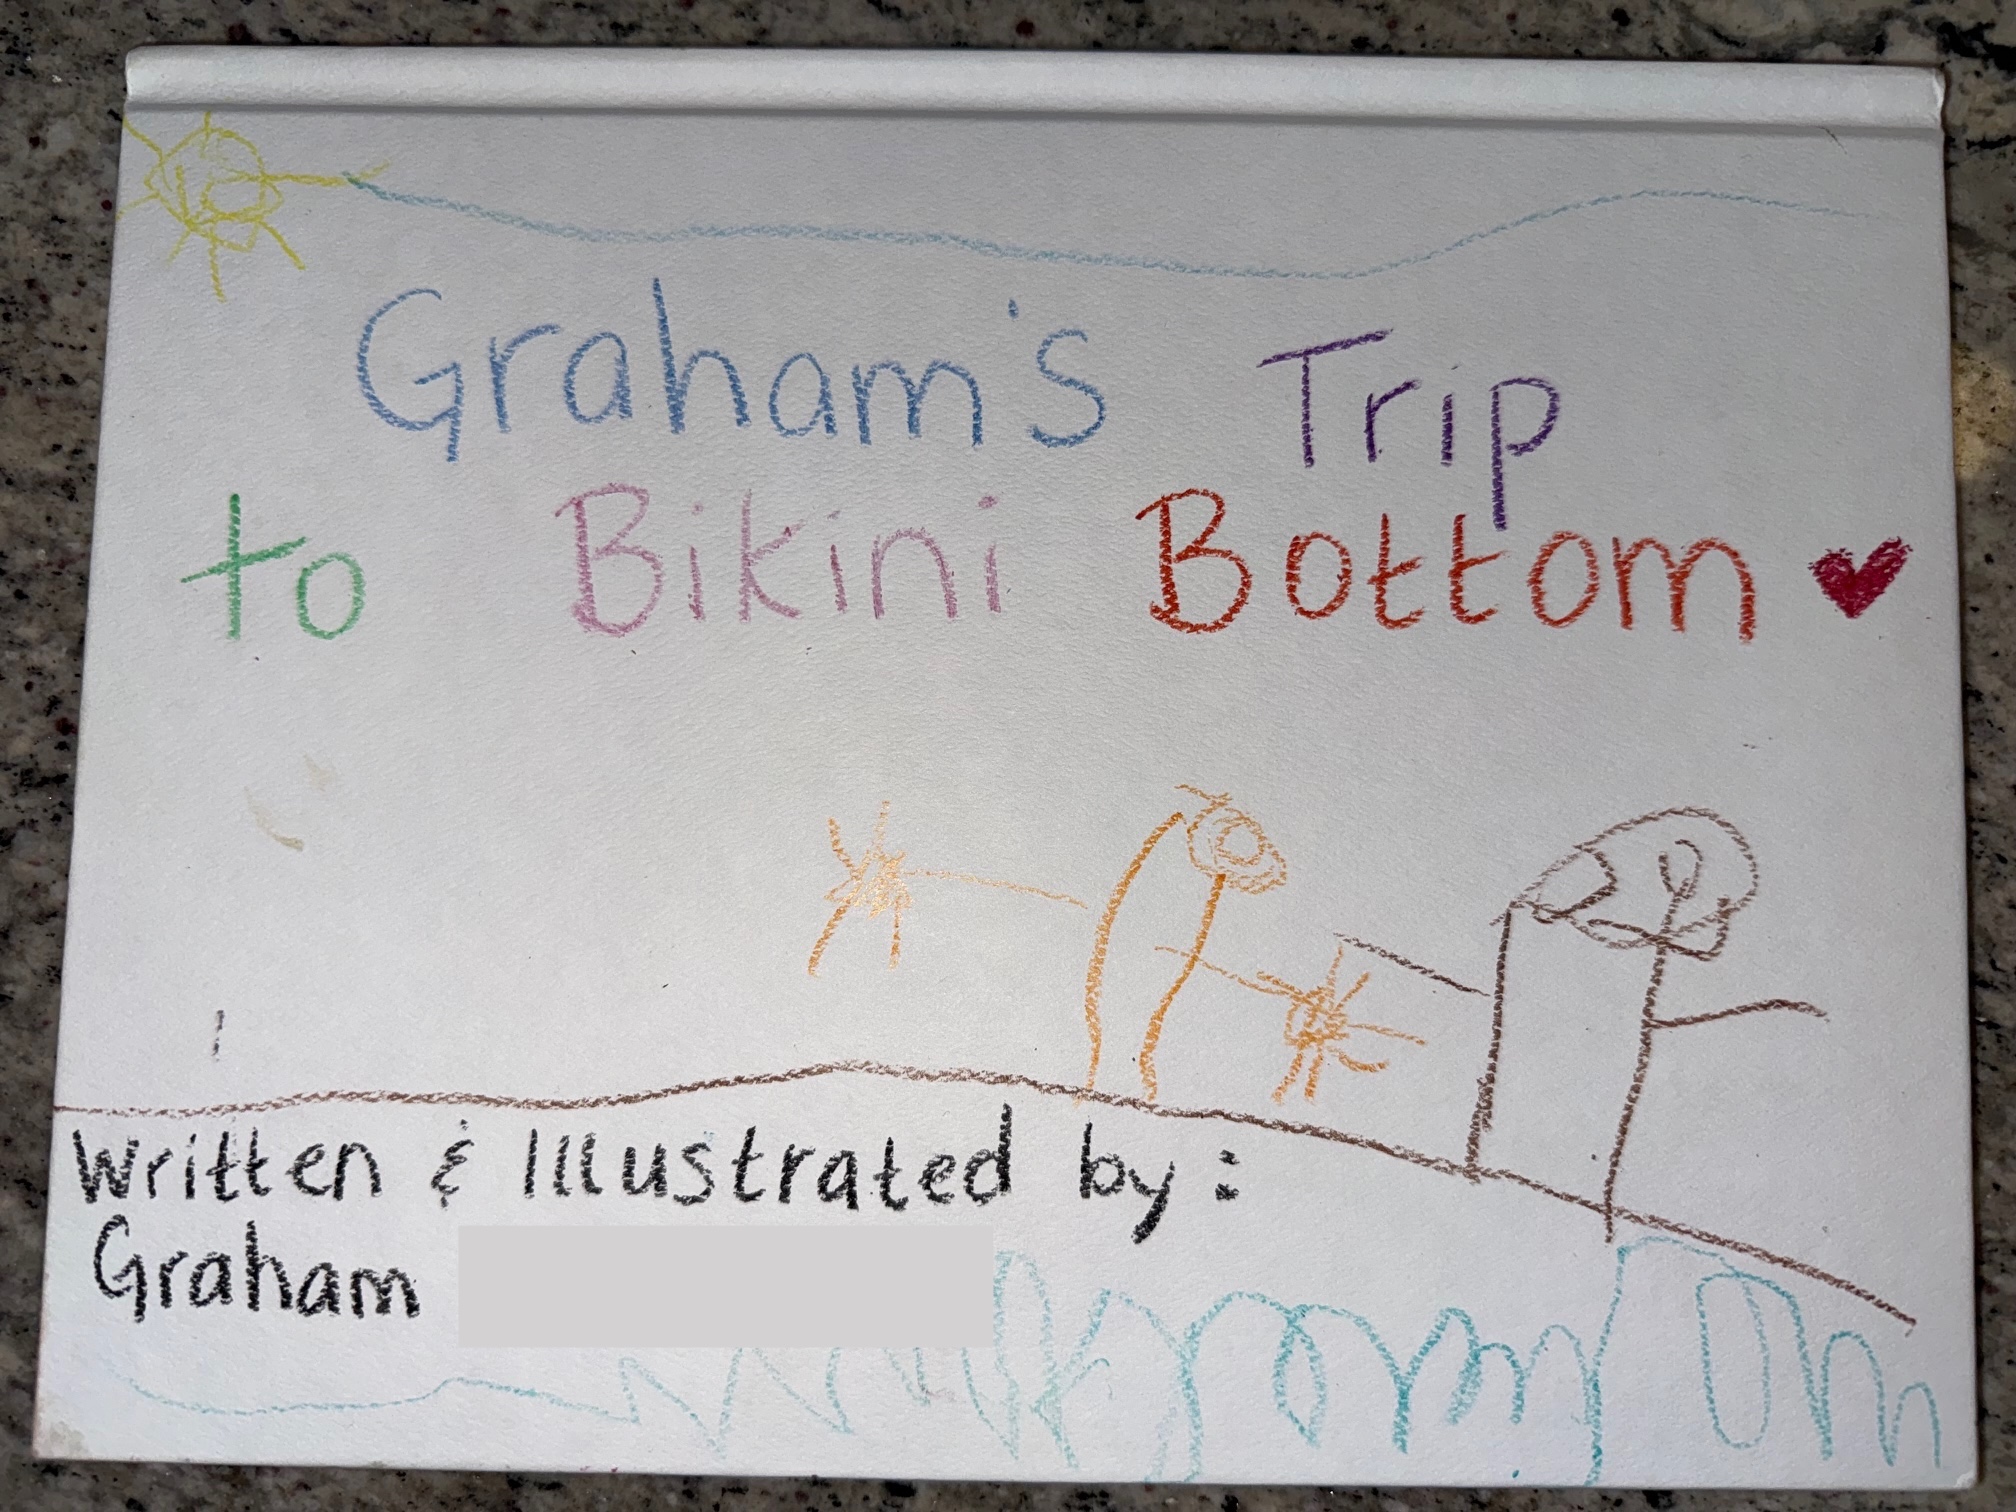 Graham's Trip
to Bikini Bottom
Written & Illustrated by:
Graham